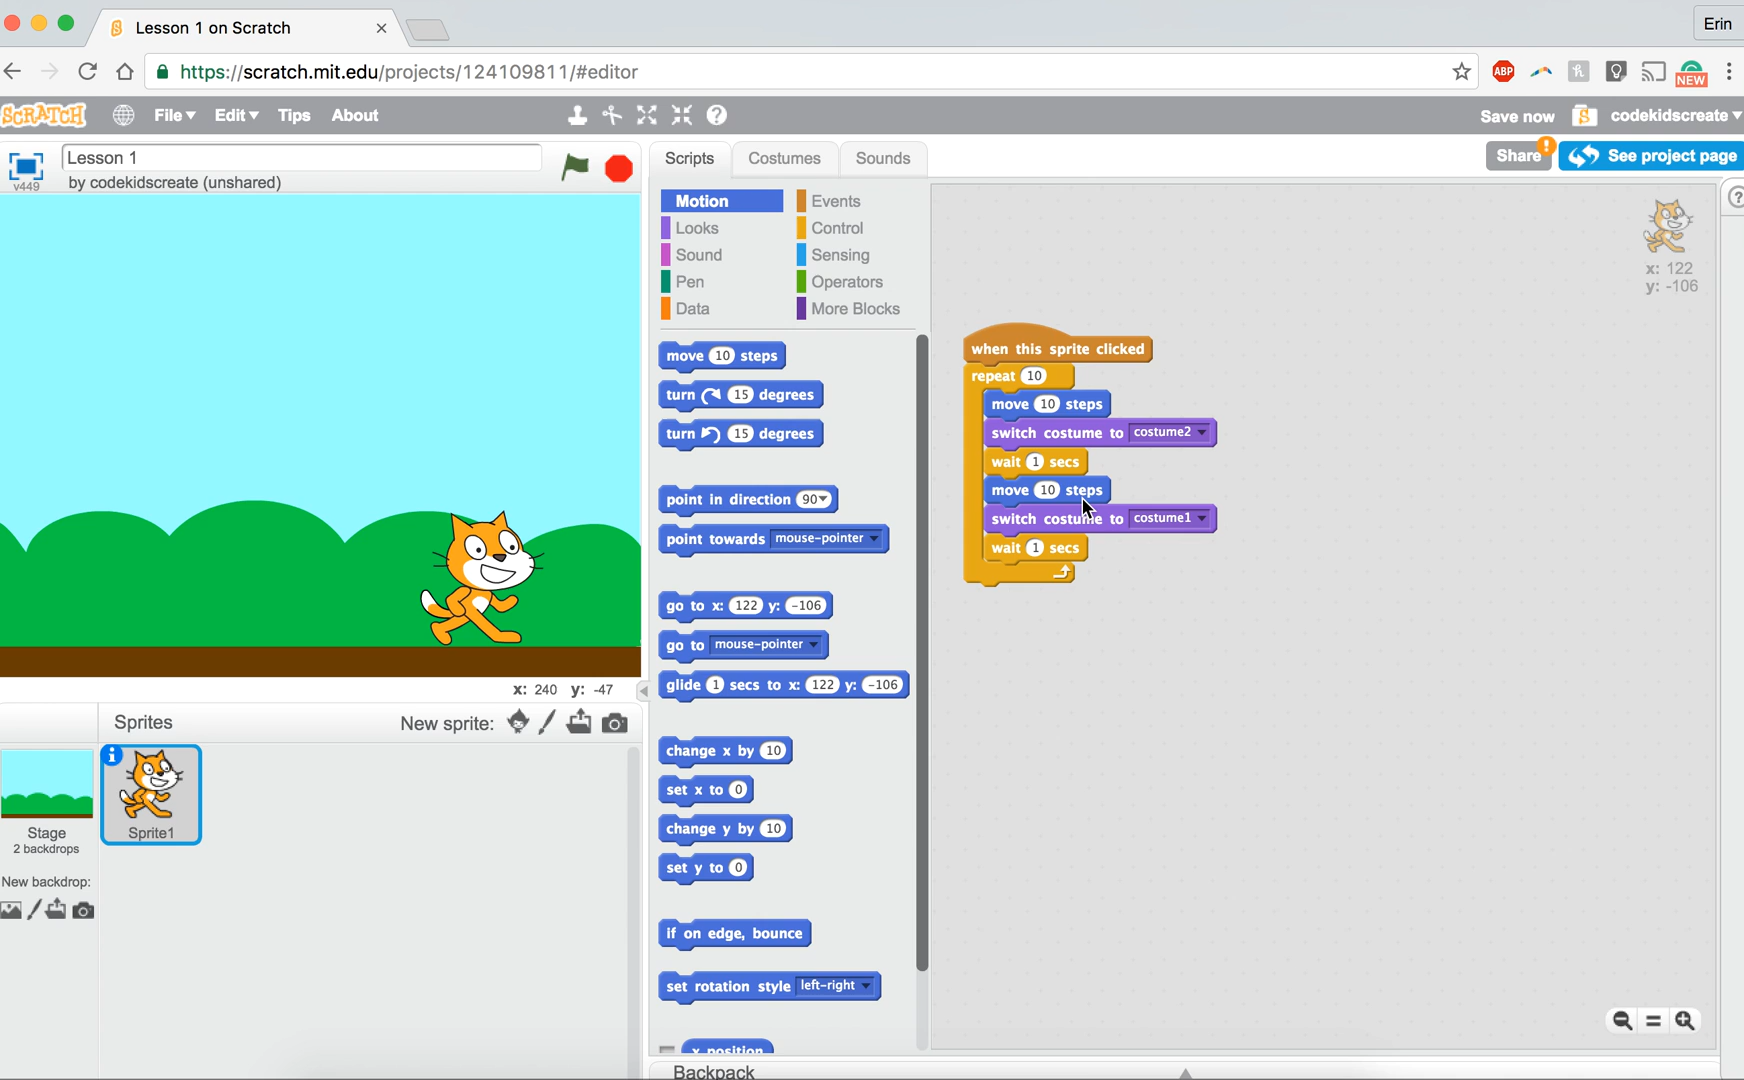 Lesson 1 on Scratch
Erin
https://scratch.mit.edu/projects/124109811/#editor
ABP
NEW
SCRATCH
File
Edit
Tips
About
Save now
codekidscreate
v449
Lesson 1
by codekidscreate (unshared)
Scripts
Costumes
Sounds
Share
See project page
Motion
Looks
Sound
Pen
Data
Events
Control
Sensing
Operators
More Blocks
x: 122
y: -106
move 10 steps
turn 15 degrees
turn 15 degrees
point in direction 90
point towards mouse-pointer
go to x: 122 y: -106
go to mouse-pointer
glide 1 secs to x: 122 y: -106
change x by 10
set x to 0
change y by 10
set y to 0
if on edge, bounce
set rotation style left-right
x position
when this sprite clicked
repeat 10
move 10 steps
switch costume to costume2
wait 1 secs
move 10 steps
switch costume to costume1
wait 1 secs
x: 240 y: -47
Sprites
New sprite:
Stage
2 backdrops
Sprite1
New backdrop:
Backpack